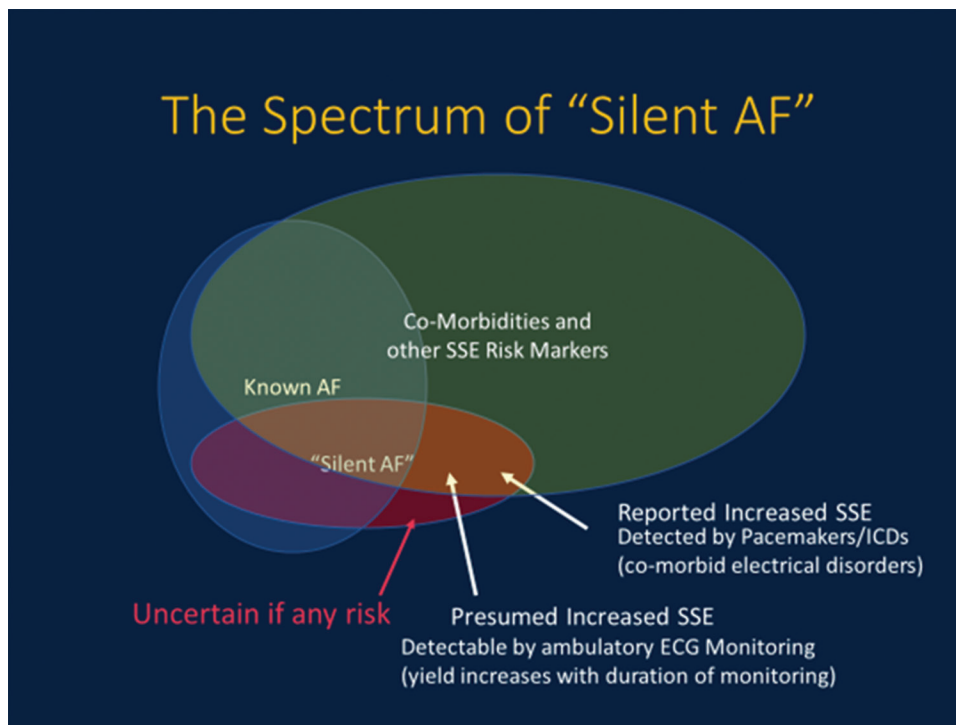 The Spectrum of “Silent AF”
Co-Morbidities and
other SSE Risk Markers
Known AF
“Silent AF”
Reported Increased SSE
Detected by Pacemakers/ICDs
(co-morbid electrical disorders)
Uncertain if any risk
Presumed Increased SSE
Detectable by ambulatory ECG Monitoring
(yield increases with duration of monitoring)